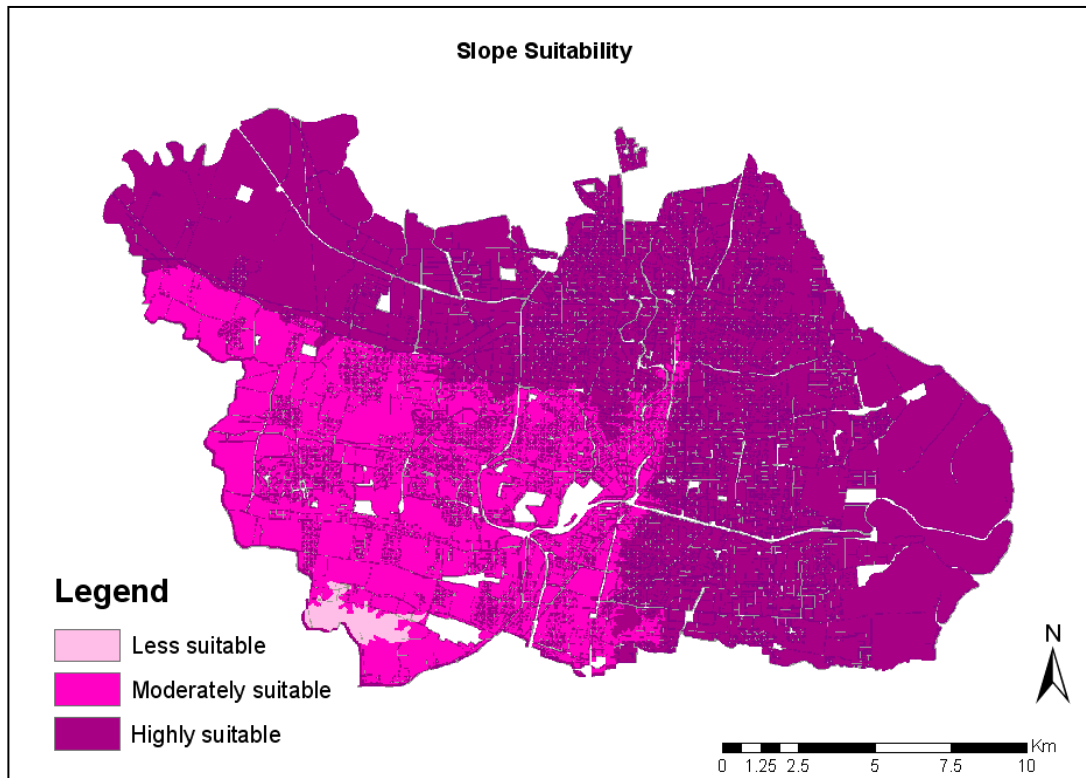 Slope Suitability
Legend
Less suitable
Moderately suitable
Highly suitable
N
Km
0 1.25 2.5 5 7.5 10